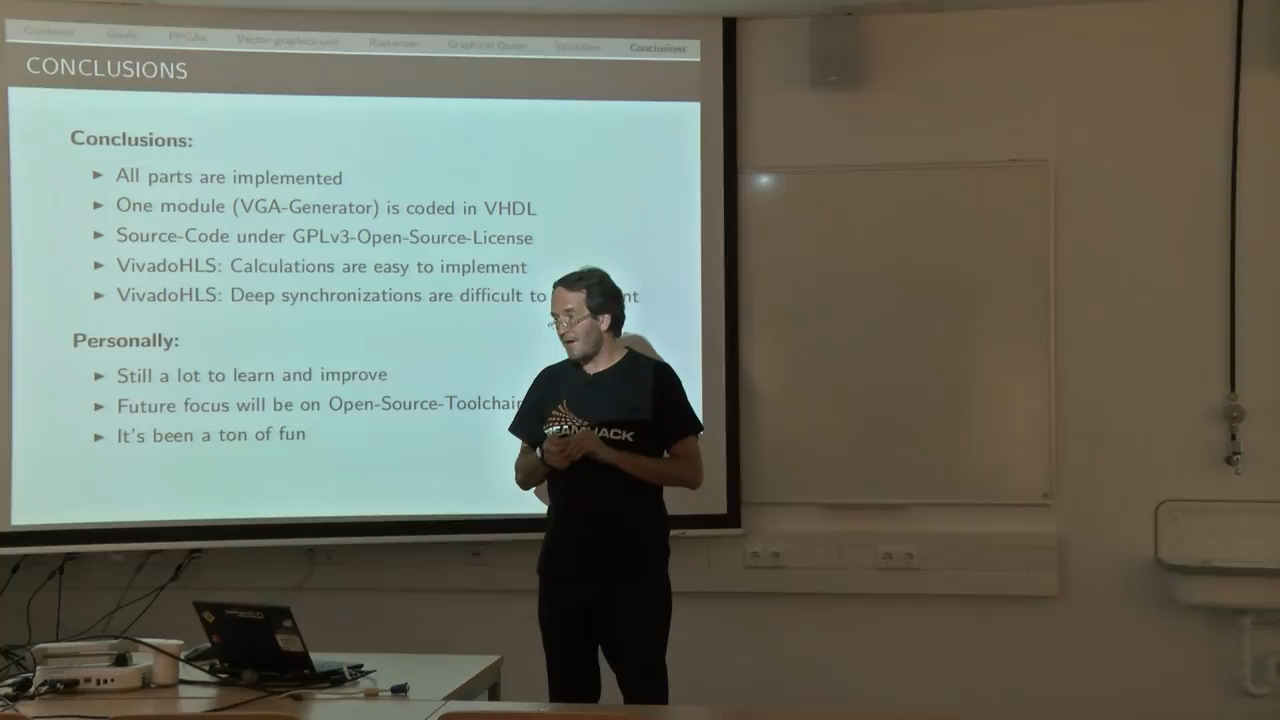 Contents Goals FPGAs Vector-graphics-unit Rasterizer Graphical Demo Workflow Conclusions
CONCLUSIONS
Conclusions:
► All parts are implemented
► One module (VGA-Generator) is coded in VHDL
► Source-Code under GPLv3-Open-Source-License
► VivadoHLS: Calculations are easy to implement
► VivadoHLS: Deep synchronizations are difficult to nt
Personally:
► Still a lot to learn and improve
► Future focus will be on Open-Source-Toolchain
► It's been a ton of fun
EAMHACK